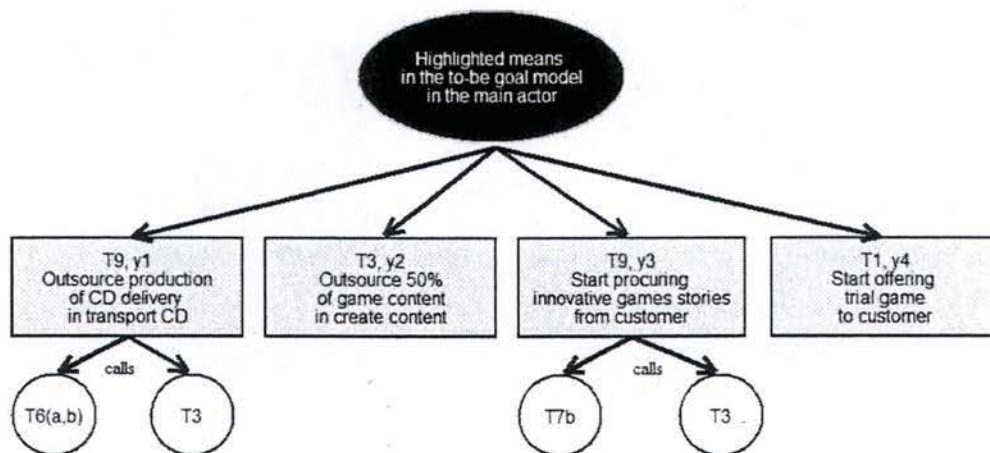 Highlighted means
in the to-be goal model
in the main actor
T9, y1
Outsource production
of CD delivery
in transport CD
T3, y2
Outsource 50%
of game content
in create content
T9, y3
Start procuring
innovative games stories
from customer
T1, y4
Start offering
trial game
to customer
calls
calls
T6(a,b)
T3
T7b
T3